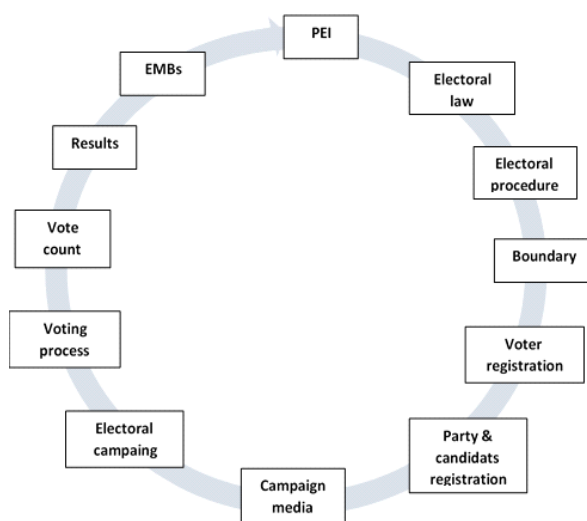 PEI
Electoral
law
Electoral
procedure
Boundary
Voter
registration
Party &
candidats
registration
Campaign
media
Electoral
campaing
Voting
process
Vote
count
Results
EMBs